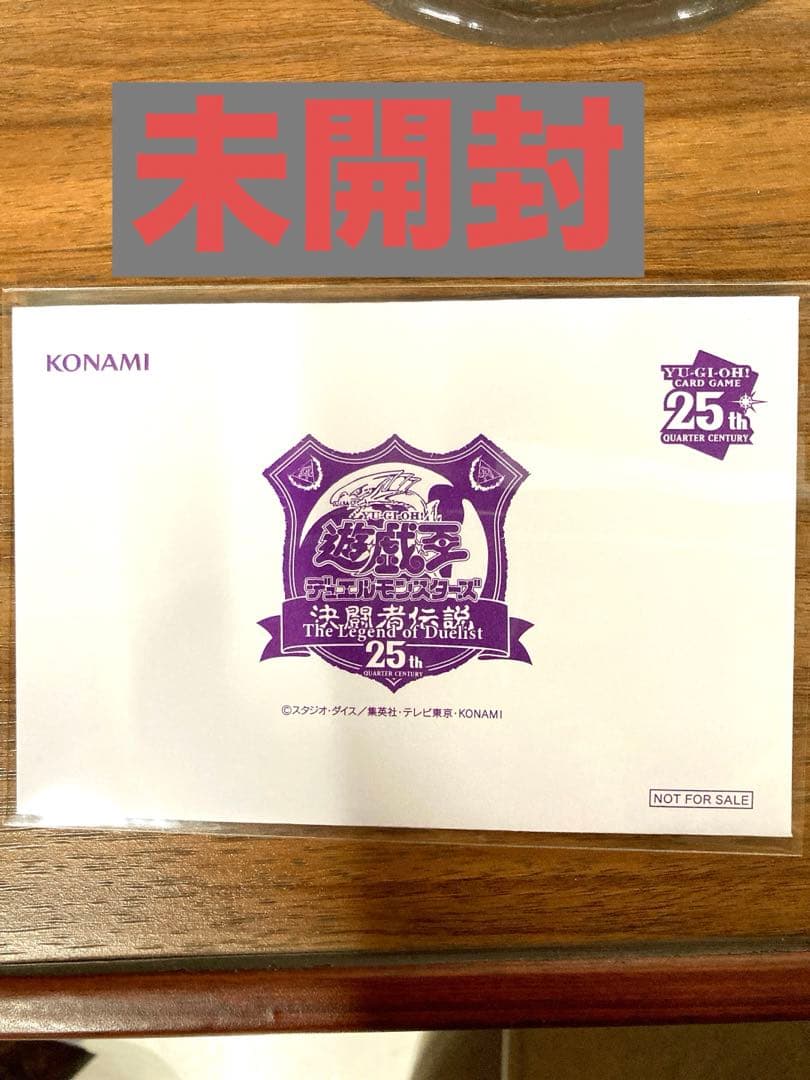 未開封
KONAMI
YU-GI-OH!
CARD GAME
25th
QUARTER CENTURY
YU-GI-OH!
遊戯王
デュエルモンスターズ
決闘者伝説
The Legend of Duelist
25th
QUARTER CENTURY
©スタジオ・ダイス/集英社・テレビ東京・KONAMI
NOT FOR SALE